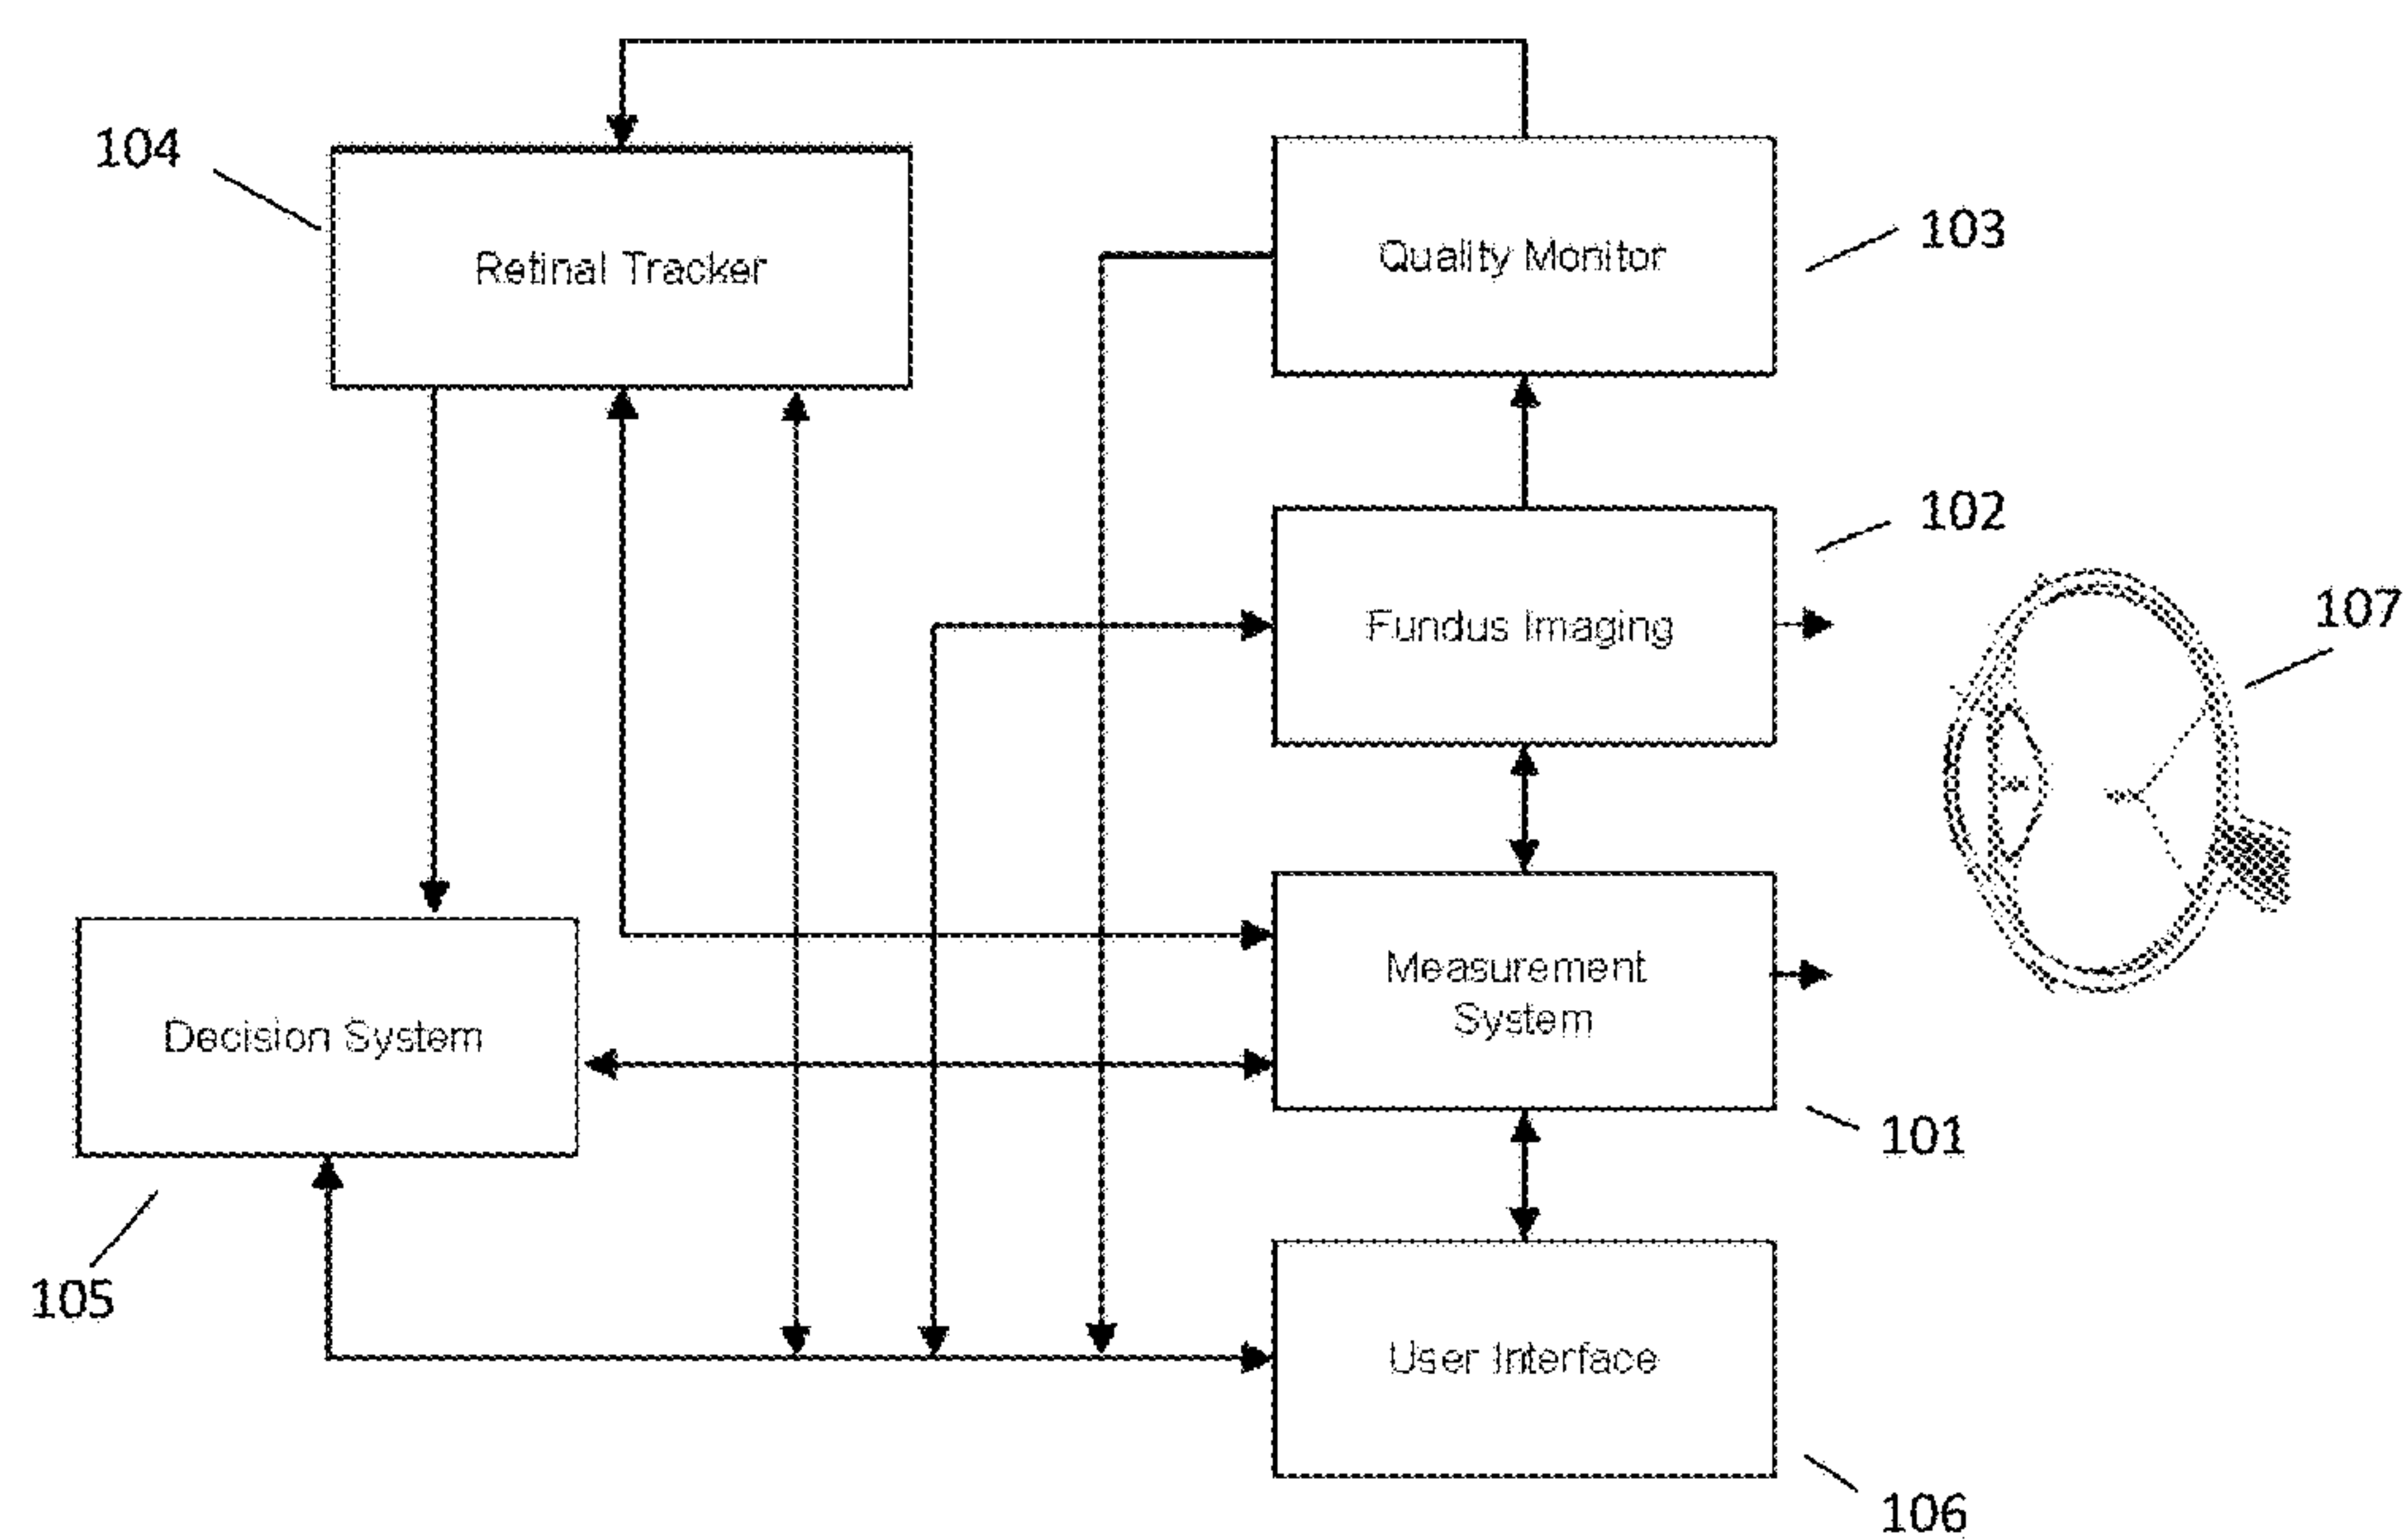 104
Retinal Tracker
Quality Monitor
103
102
Fundus Imaging
107
Measurement
System
Decision System
101
105
User Interface
106